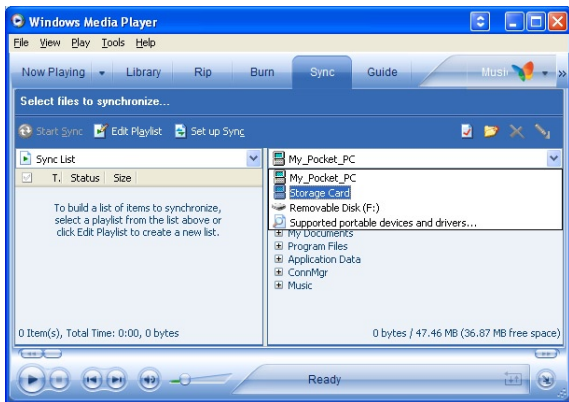 Windows Media Player
File View Play Tools Help
Now Playing Library Rip Burn Sync Guide Music
Select files to synchronize...
Start Sync Edit Playlist Set up Sync
Sync List
My_Pocket_PC
T. Status Size
My_Pocket_PC
Storage Card
Removable Disk (F:)
Supported portable devices and drivers...
To build a list of items to synchronize,
select a playlist from the list above or
click Edit Playlist to create a new list.
My Documents
Program Files
Application Data
ConnMgr
Music
0 Item(s), Total Time: 0:00, 0 bytes
0 bytes / 47.46 MB (36.87 MB free space)
Ready